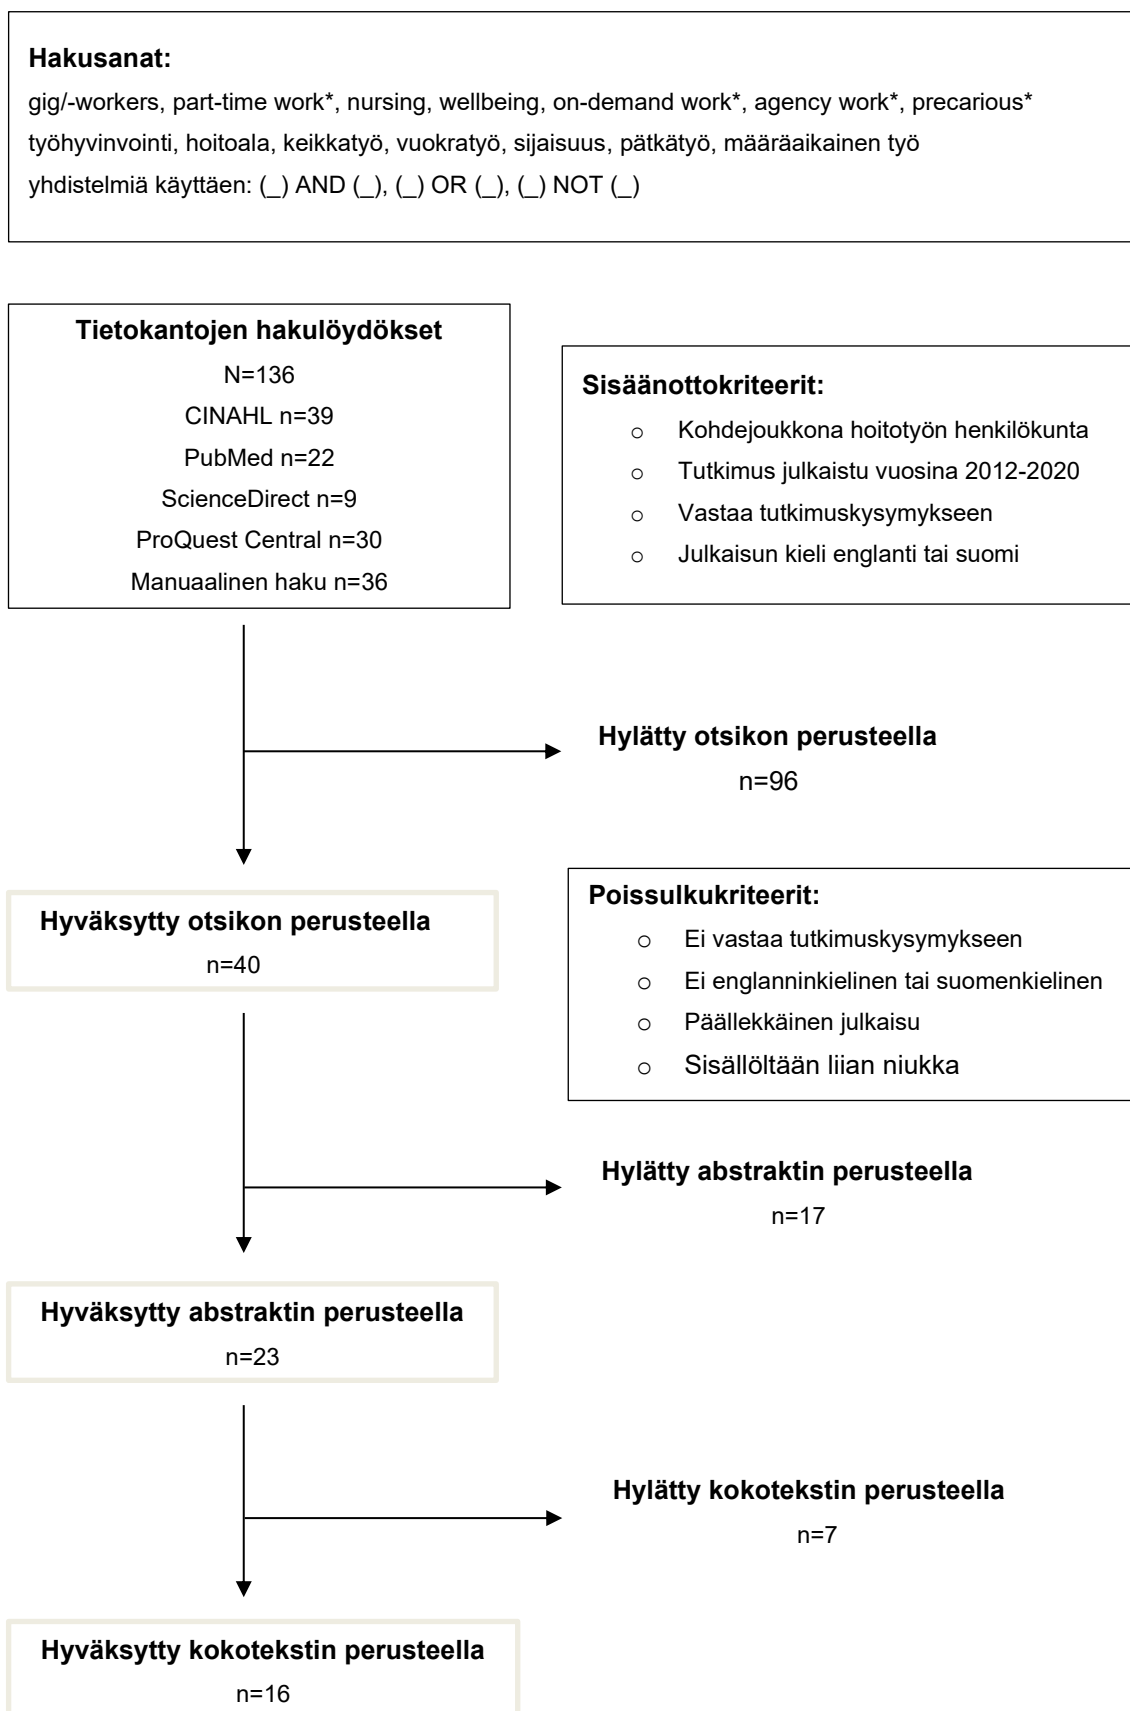 Hakusanat:
gig/-workers, part-time work*, nursing, wellbeing, on-demand work*, agency work*, precarious*
työhyvinvointi, hoitoala, keikkatyö, vuokratyö, sijaisuus, pätkätyö, määräaikainen työ
yhdistelmiä käyttäen: (_) AND (_), (_) OR (_), (_) NOT (_)
Tietokantojen hakulöydökset
N=136
CINAHL n=39
PubMed n=22
ScienceDirect n=9
ProQuest Central n=30
Manuaalinen haku n=36
Sisäänottokriteerit:
o Kohdejoukkona hoitotyön henkilökunta
o Tutkimus julkaistu vuosina 2012-2020
o Vastaa tutkimuskysymykseen
o Julkaisun kieli englanti tai suomi
Hylätty otsikon perusteella
n=96
Hyväksytty otsikon perusteella
n=40
Poissulkukriteerit:
o Ei vastaa tutkimuskysymykseen
o Ei englanninkielinen tai suomenkielinen
o Päällekkäinen julkaisu
o Sisällöltään liian niukka
Hylätty abstraktin perusteella
n=17
Hyväksytty abstraktin perusteella
n=23
Hylätty kokotekstin perusteella
n=7
Hyväksytty kokotekstin perusteella
n=16